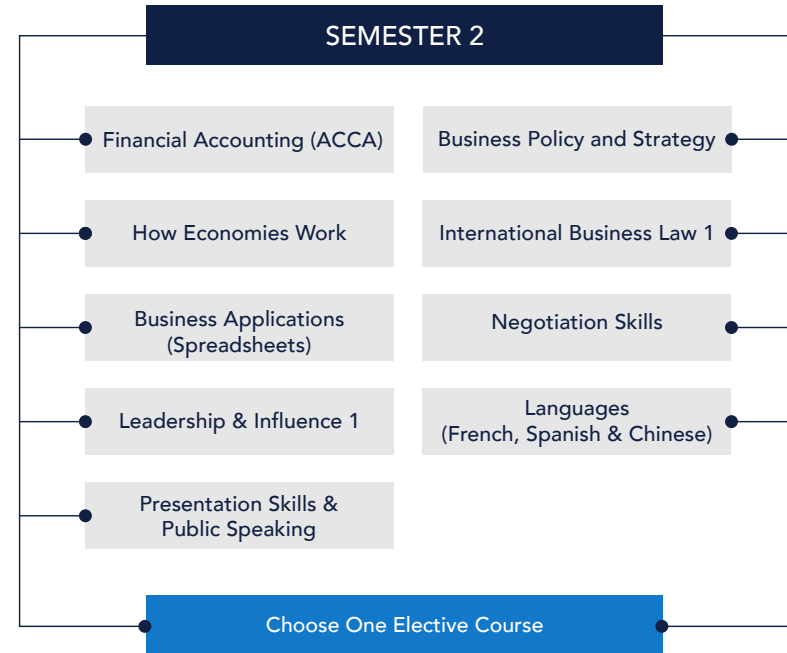 SEMESTER 2
Financial Accounting (ACCA)
Business Policy and Strategy
How Economies Work
International Business Law 1
Business Applications
(Spreadsheets)
Negotiation Skills
Leadership & Influence 1
Languages
(French, Spanish & Chinese)
Presentation Skills &
Public Speaking
Choose One Elective Course